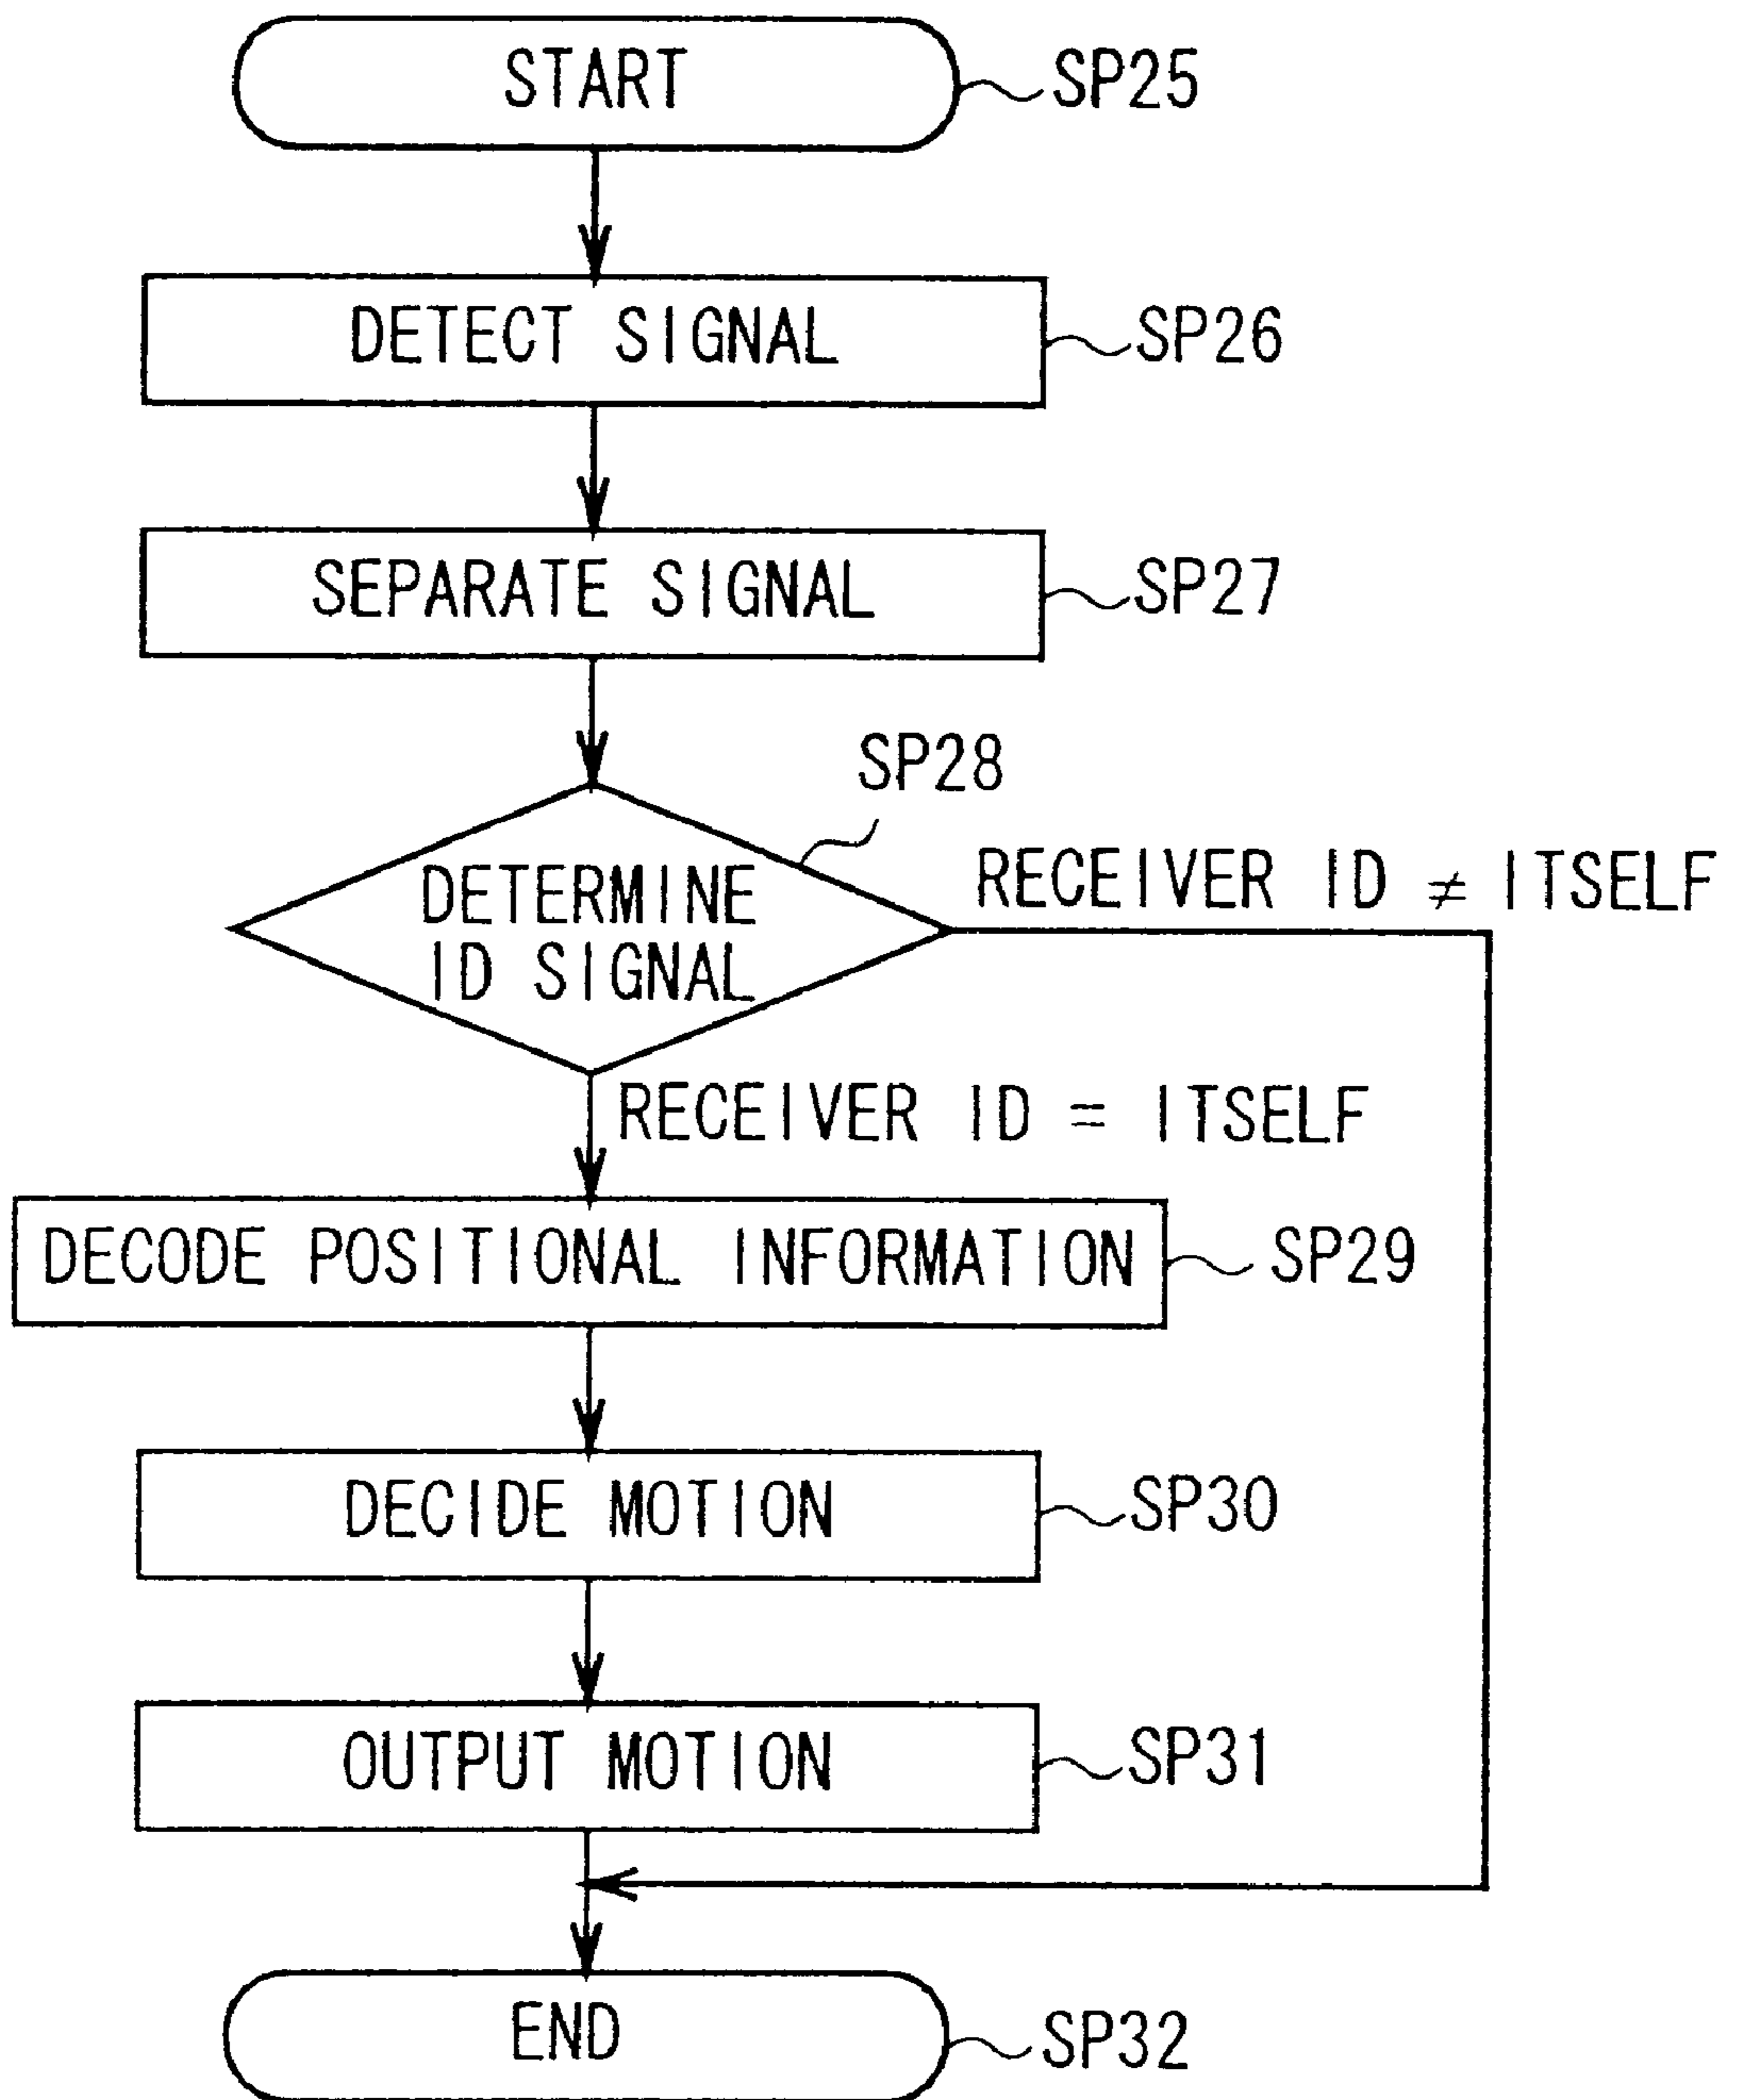 START
SP25
DETECT SIGNAL
SP26
SEPARATE SIGNAL
SP27
SP28
DETERMINE
ID SIGNAL
RECEIVER ID ≠ ITSELF
RECEIVER ID = ITSELF
DECODE POSITIONAL INFORMATION
SP29
DECIDE MOTION
SP30
OUTPUT MOTION
SP31
END
SP32